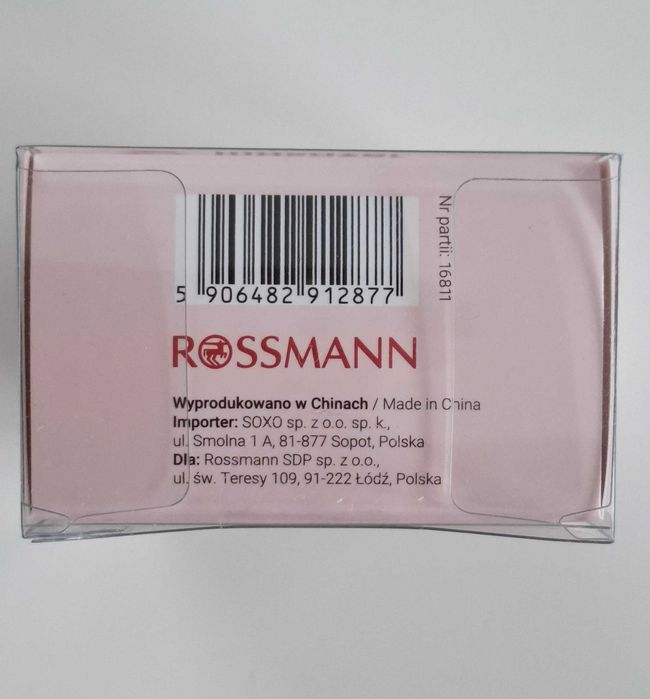 5 906482 912877
Nr partii: 16811
ROSSMANN
Wyprodukowano w Chinach / Made in China
Importer: SOXO sp. z o.o. sp. k.,
ul. Smolna 1 A, 81-877 Sopot, Polska
Dla: Rossmann SDP sp. z o.o.,
ul. św. Teresy 109, 91-222 Łódź, Polska